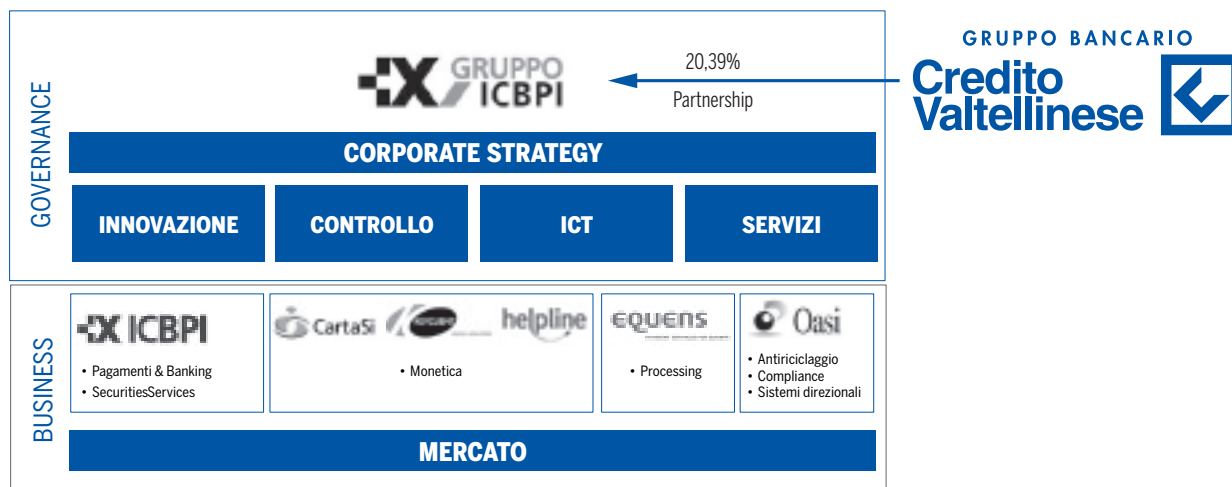 GRUPPO BANCARIO
Credito
Valtellinese
20,39%
Partnership
GRUPPO
ICBPI
GOVERNANCE
CORPORATE STRATEGY
INNOVAZIONE
CONTROLLO
ICT
SERVIZI
BUSINESS
ICBPI
• Pagamenti & Banking
• SecuritiesServices
CartaSi
helpline
• Monetica
EQUENS
• Processing
Oasi
• Antiriciclaggio
• Compliance
• Sistemi direzionali
MERCATO